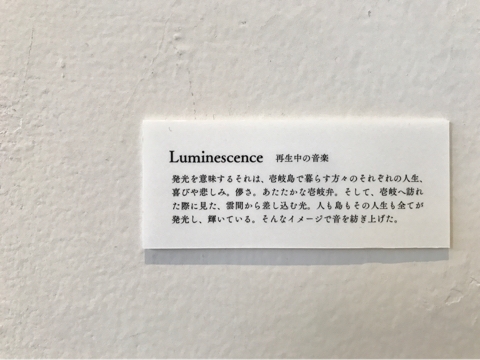 Luminescence 再生中の音楽
発光を意味するそれは、壱岐島で暮らす方々のそれぞれの人生、
喜びや悲しみ。儚さ。あたたかな壱岐弁。そして、壱岐へ訪れ
た際に見た、雲間から差し込む光。人も島もその人生も全てが
発光し、輝いている。そんなイメージで音を紡ぎ上げた。